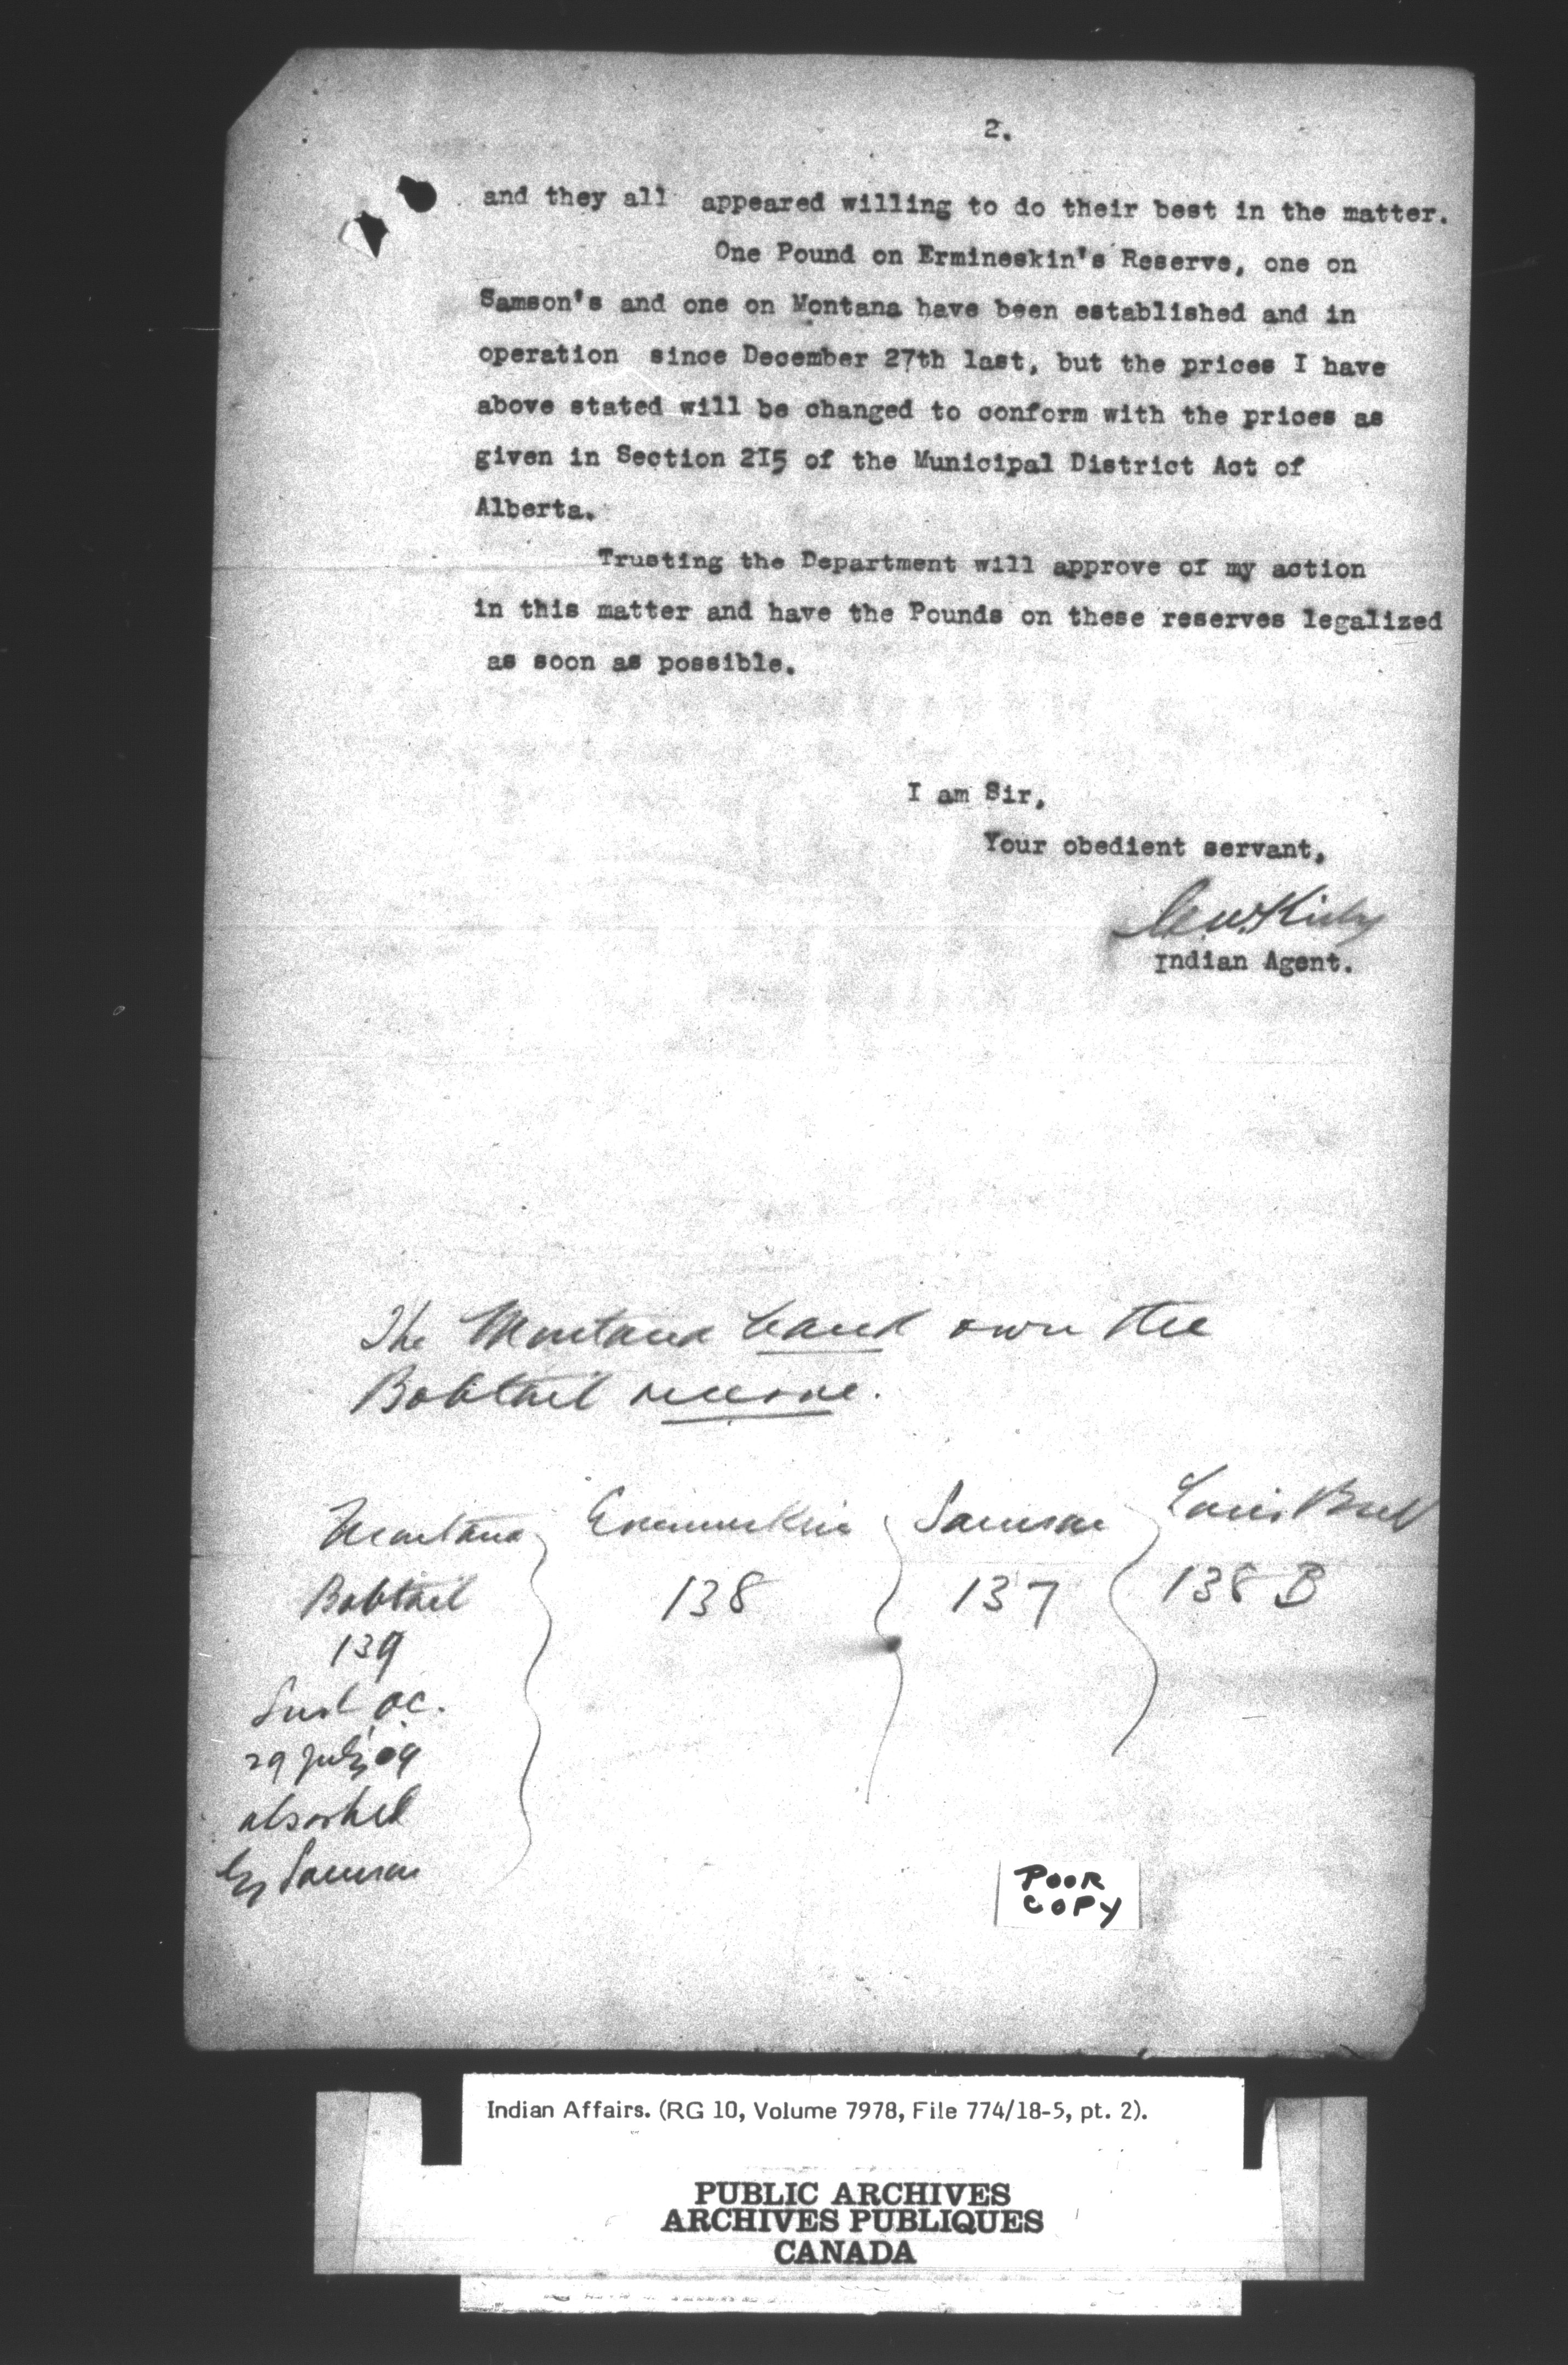 2.
and they all appeared willing to do their best in the matter.
One Pound on Ermineskin's Reserve, one on
Samson's and one on Montana have been established and in
operation since December 27th last, but the prices I have
above stated will be changed to conform with the prices as
given in Section 2I5 of the Municipal District Act of
Alberta.
Trusting the Department will approve of my action
in this matter and have the Pounds on these reserves legalized
as soon as possible.
I am Sir,
Your obedient servant,
Indian Agent.
The Montana band own the
Bobtail reserve.
Montana Ermineskin Samson Louis Bull
Bobtail 138 137 138 B
139
O.C.
29 July 09
absorbed
by Samson
POOR
COPY
Indian Affairs. (RG 10, Volume 7978, File 774/18-5, pt. 2).
PUBLIC ARCHIVES
ARCHIVES PUBLIQUES
CANADA